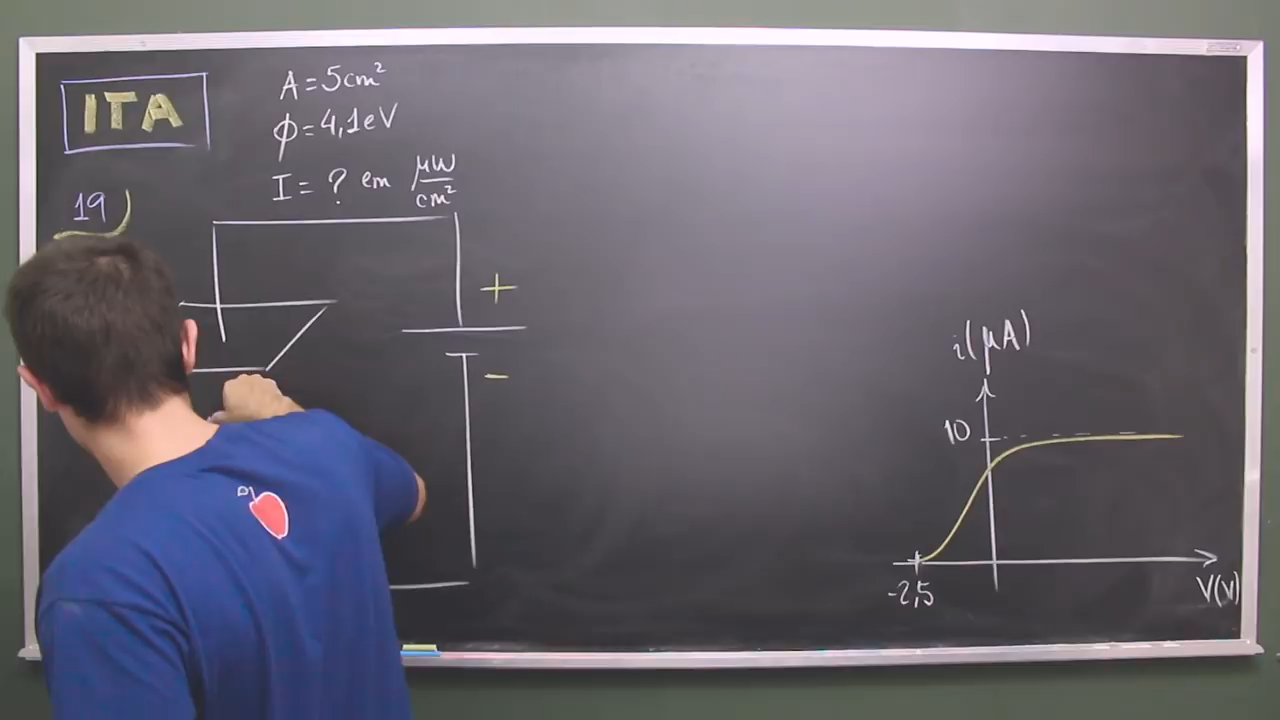 ITA
A = 5cm²
ϕ = 4,1eV
I = ? em μW/cm²
19)
+
-
i(μA)
10
-2,5
V(V)